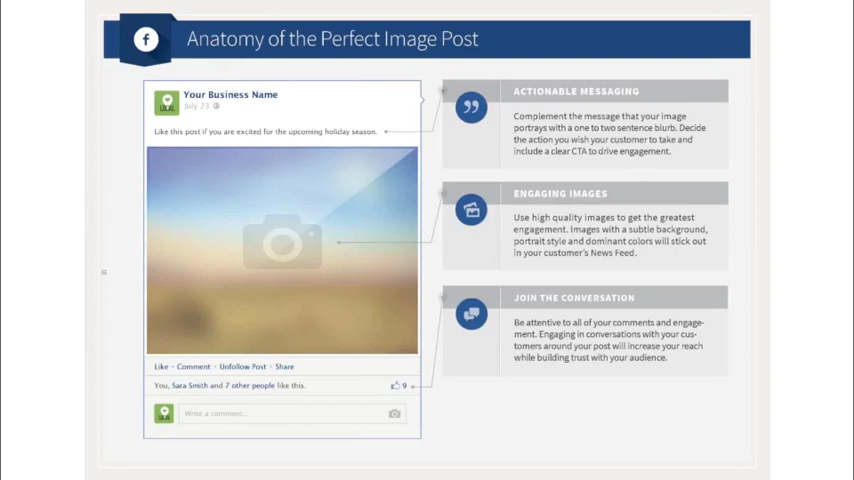 f
Anatomy of the Perfect Image Post
Your Business Name
July 23
LOCAL
Like this post if you are excited for the upcoming holiday season.
Like · Comment · Unfollow Post · Share
You, Sara Smith and 7 other people like this.
9
Write a comment...
ACTIONABLE MESSAGING
Complement the message that your image
portrays with a one to two sentence blurb. Decide
the action you wish your customer to take and
include a clear CTA to drive engagement.
ENGAGING IMAGES
Use high quality images to get the greatest
engagement. Images with a subtle background,
portrait style and dominant colors will stick out
in your customer's News Feed.
JOIN THE CONVERSATION
Be attentive to all of your comments and engage-
ment. Engaging in conversations with your cus-
tomers around your post will increase your reach
while building trust with your audience.